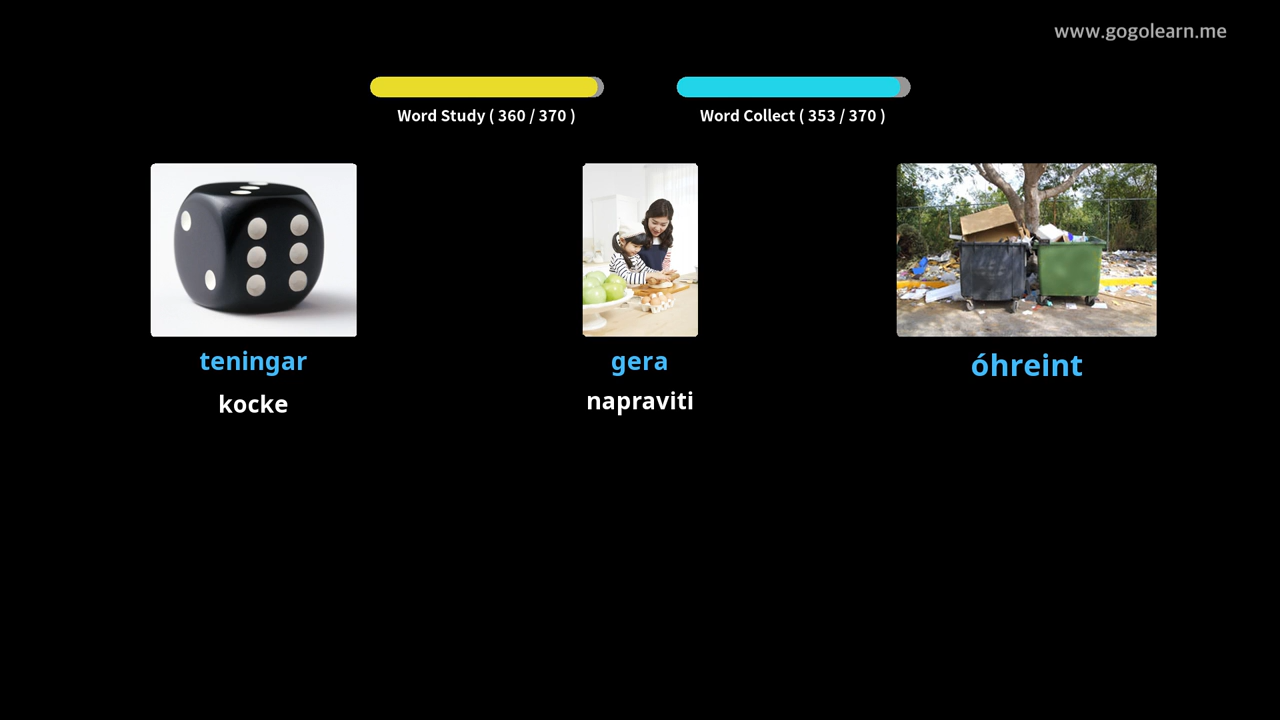 www.gogolearn.me
Word Study ( 360 / 370 )
Word Collect ( 353 / 370 )
teningar
kocke
gera
napraviti
óhreint